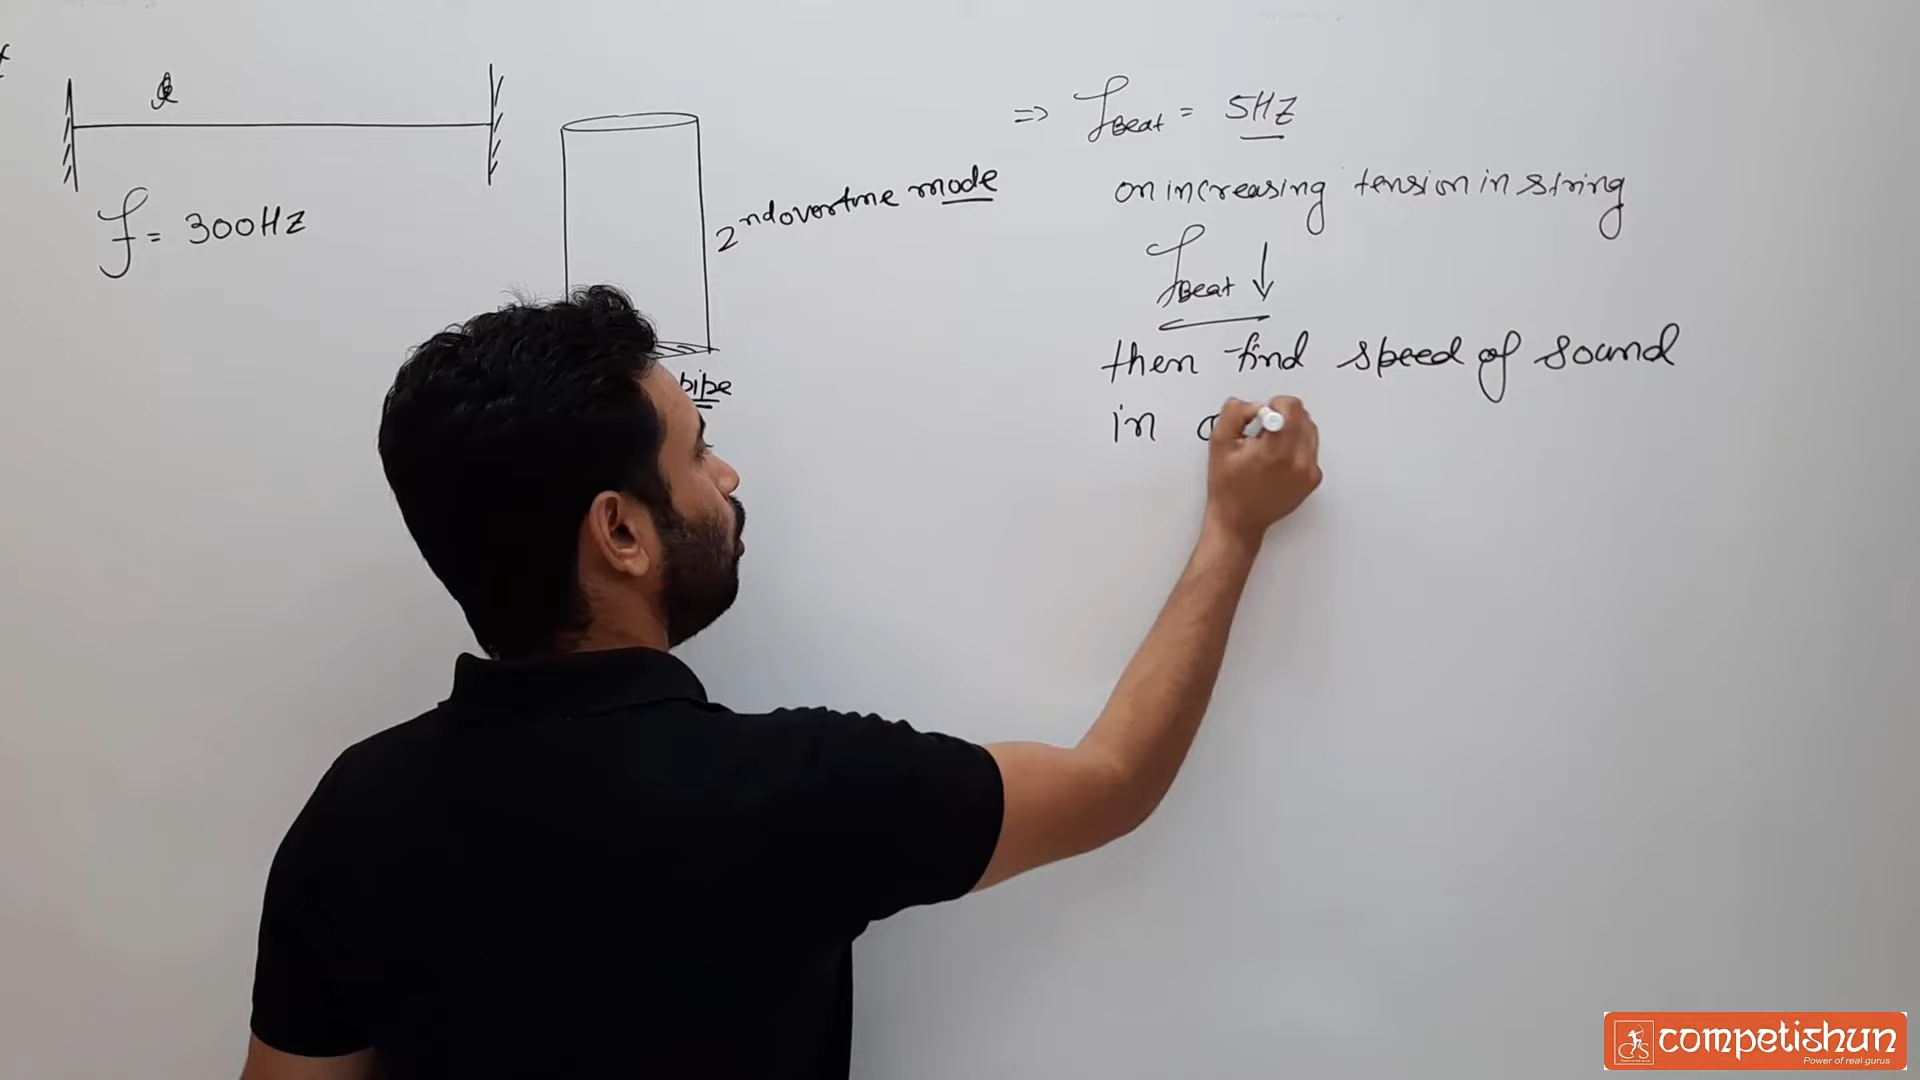 f = 300HZ
2nd overtone mode
pipe
⇒ fBeat = 5HZ
on increasing tension in string
fBeat ↓
then find speed of sound
in
competishun
Power of real gurus